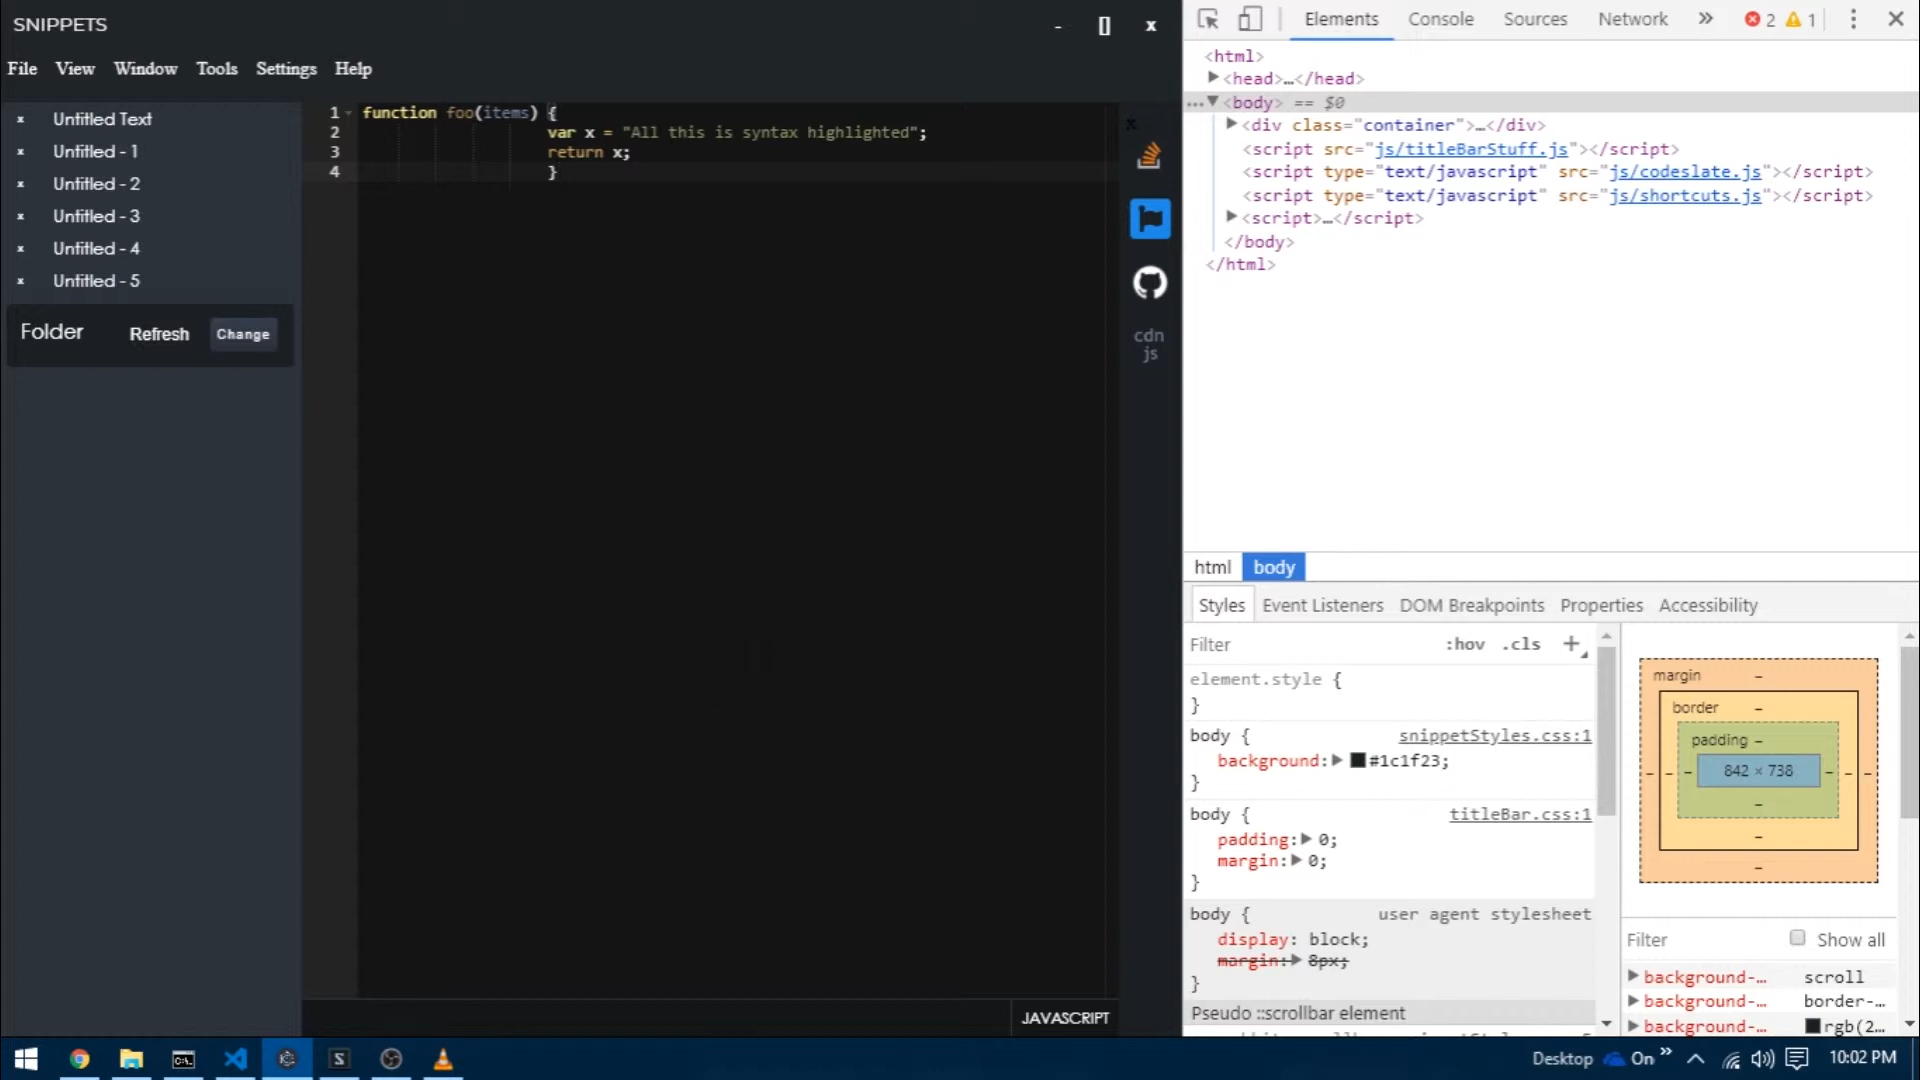 SNIPPETS
- [] x
File View Window Tools Settings Help
x Untitled Text
x Untitled - 1
x Untitled - 2
x Untitled - 3
x Untitled - 4
x Untitled - 5
Folder Refresh Change
1 function foo(items) {
2 var x = "All this is syntax highlighted";
3 return x;
4 }
x
cdn
js
JAVASCRIPT
Elements Console Sources Network » 2 1
<html>
<head>…</head>
…<body> == $0
<div class="container">…</div>
<script src="js/titleBarStuff.js"></script>
<script type="text/javascript" src="js/codeslate.js"></script>
<script type="text/javascript" src="js/shortcuts.js"></script>
<script>…</script>
</body>
</html>
html body
Styles Event Listeners DOM Breakpoints Properties Accessibility
Filter :hov .cls +
element.style {
}
body { snippetStyles.css:1
background: #1c1f23;
}
body { titleBar.css:1
padding: 0;
margin: 0;
}
body { user agent stylesheet
display: block;
margin: 8px;
}
Pseudo ::scrollbar element
margin –
border –
padding –
– – – 842 × 738 – – –
–
–
–
Filter Show all
background-… scroll
background-… border-…
background-… rgb(2…
Desktop On » 10:02 PM